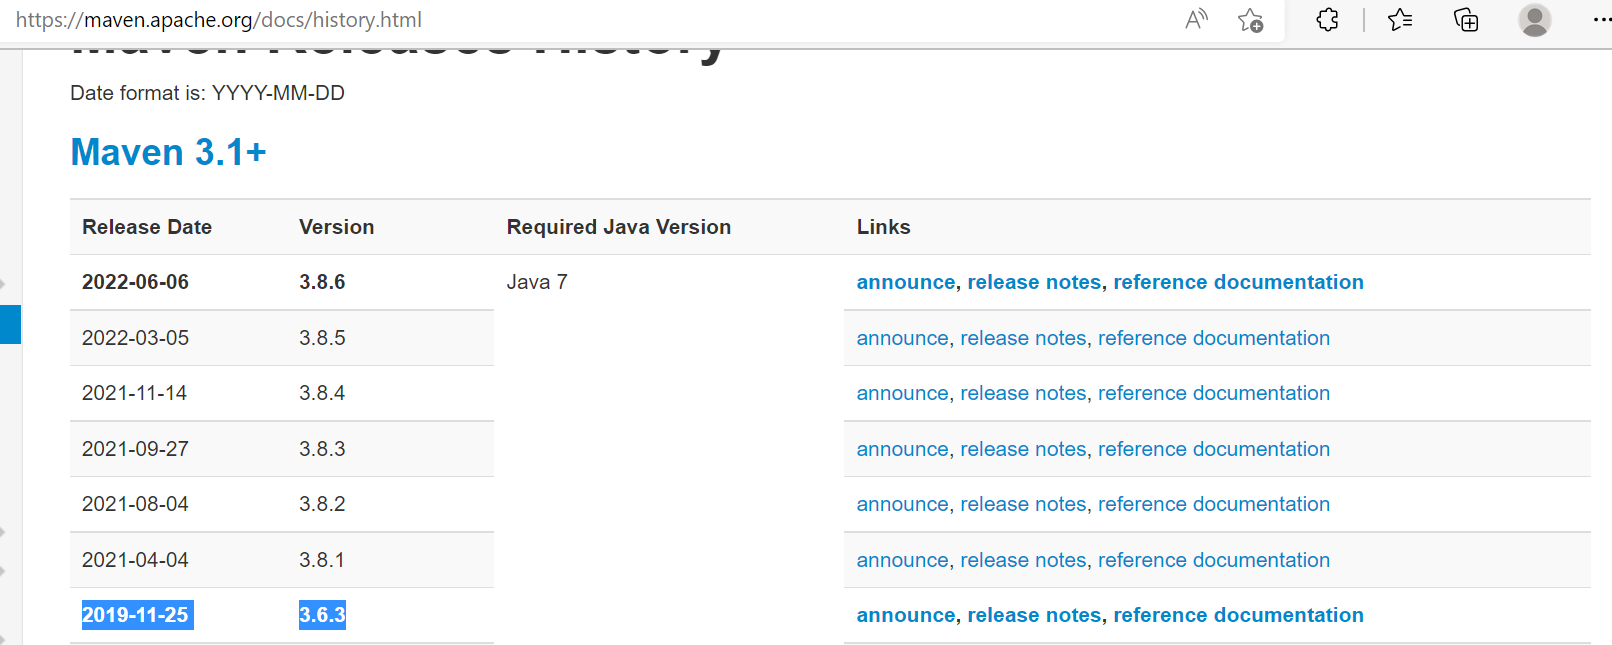 https://maven.apache.org/docs/history.html
Maven Releases History
Date format is: YYYY-MM-DD
Maven 3.1+
Release Date Version Required Java Version Links
2022-06-06 3.8.6 Java 7 announce, release notes, reference documentation
2022-03-05 3.8.5 announce, release notes, reference documentation
2021-11-14 3.8.4 announce, release notes, reference documentation
2021-09-27 3.8.3 announce, release notes, reference documentation
2021-08-04 3.8.2 announce, release notes, reference documentation
2021-04-04 3.8.1 announce, release notes, reference documentation
2019-11-25 3.6.3 announce, release notes, reference documentation